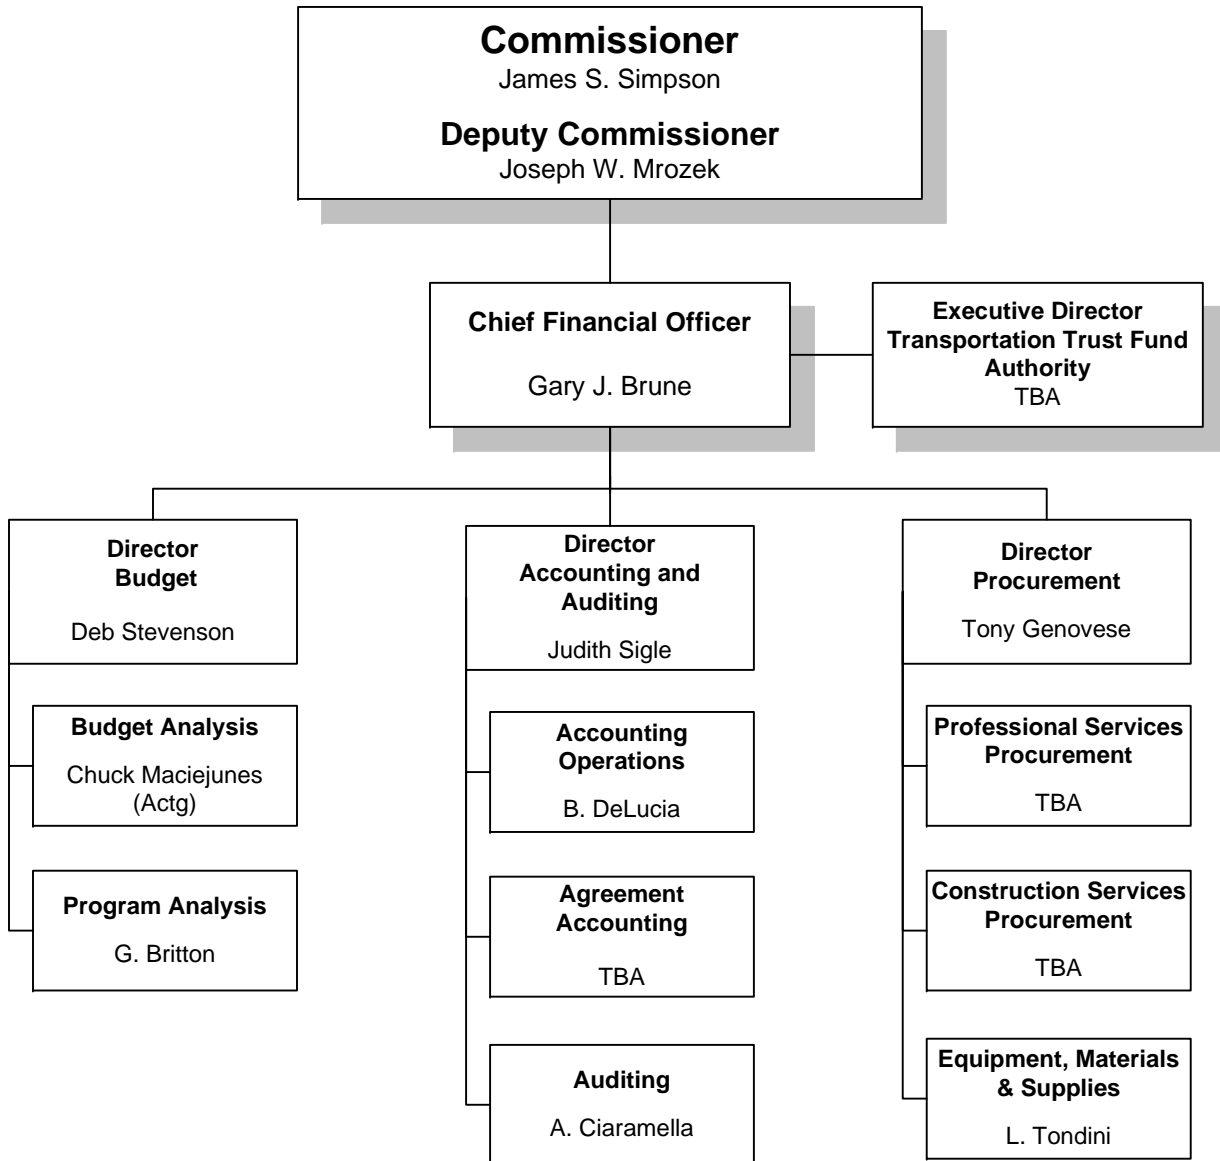 Commissioner
James S. Simpson
Deputy Commissioner
Joseph W. Mrozek
Chief Financial Officer
Gary J. Brune
Executive Director
Transportation Trust Fund
Authority
TBA
Director
Budget
Deb Stevenson
Budget Analysis
Chuck Maciejunes
(Actg)
Program Analysis
G. Britton
Director
Accounting and
Auditing
Judith Sigle
Accounting
Operations
B. DeLucia
Agreement
Accounting
TBA
Auditing
A. Ciaramella
Director
Procurement
Tony Genovese
Professional Services
Procurement
TBA
Construction Services
Procurement
TBA
Equipment, Materials
& Supplies
L. Tondini